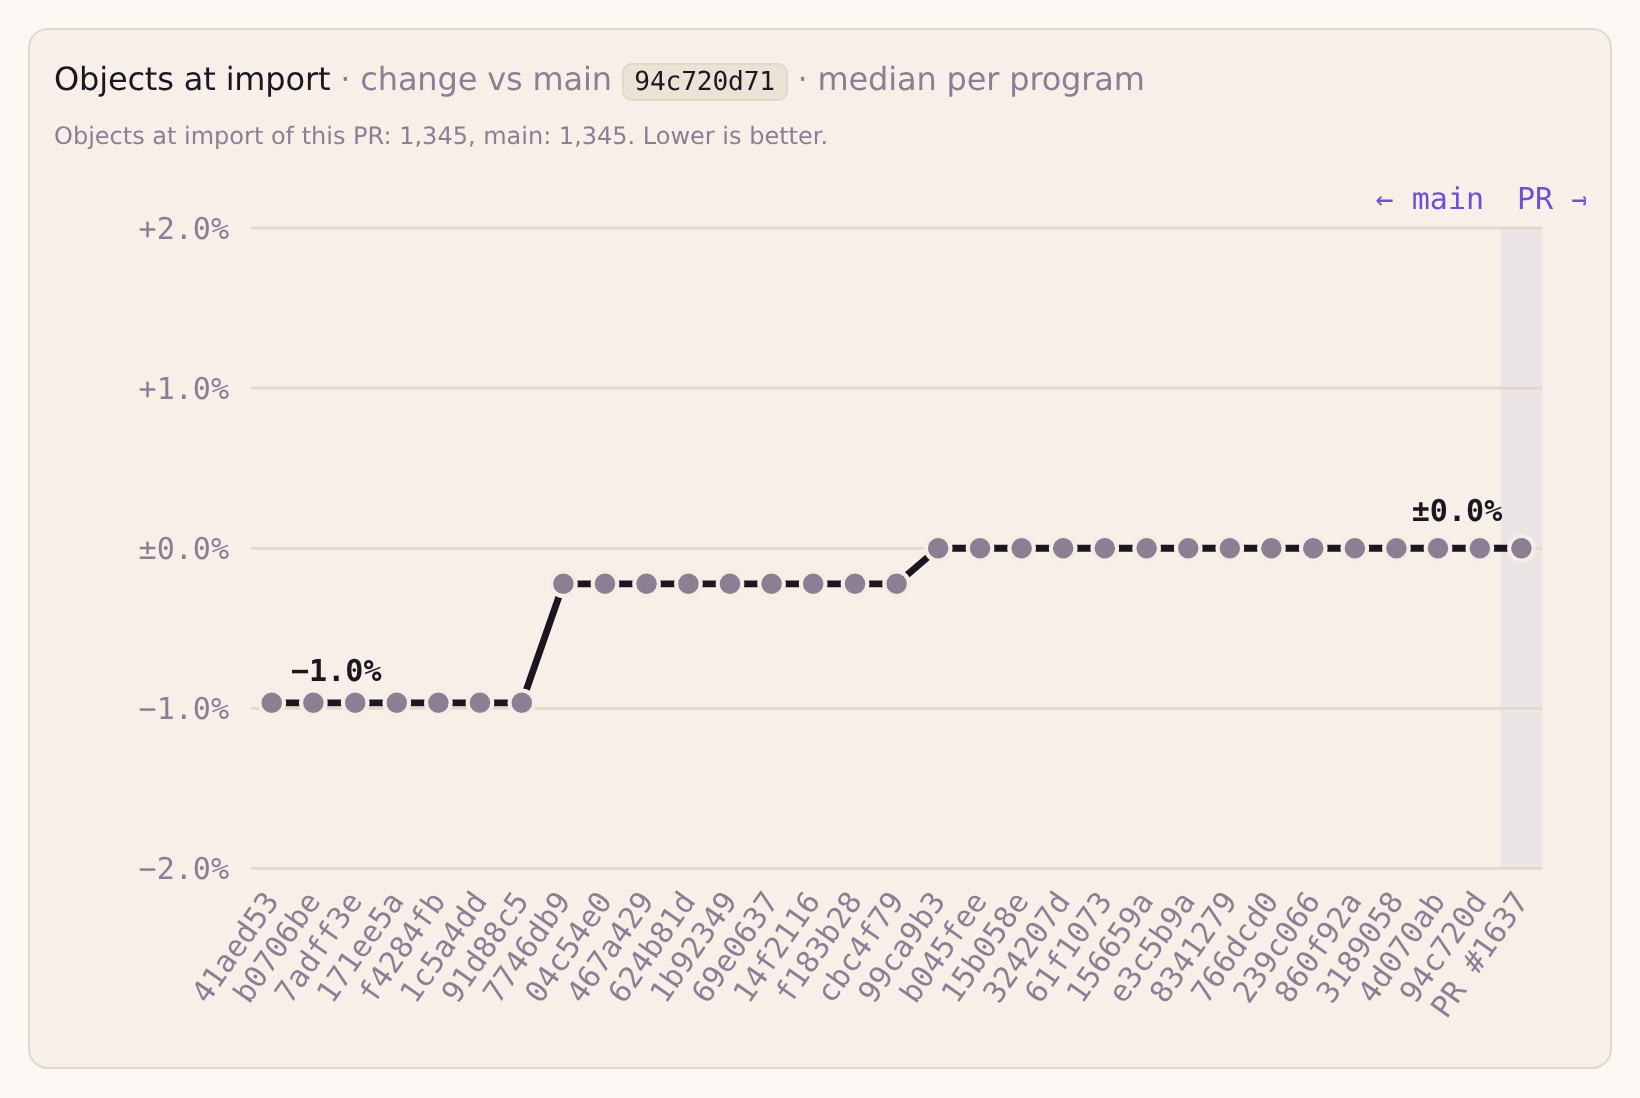 Objects at import · change vs main 94c720d71 · median per program
Objects at import of this PR: 1,345, main: 1,345. Lower is better.
← main PR →
+2.0%
+1.0%
±0.0%
−1.0%
−2.0%
−1.0%
±0.0%
41aed53
b0706be
7adff3e
171ee5a
f4284fb
1c5a4dd
91d88c5
7746db9
04c54e0
467a429
624b81d
1b92349
69e0637
14f2116
f183b28
cbc4f79
99ca9b3
b045fee
15b058e
324207d
61f1073
156659a
e3c5b9a
8341279
766dcd0
239c066
860f92a
3189058
4d070ab
94c720d
PR #1637